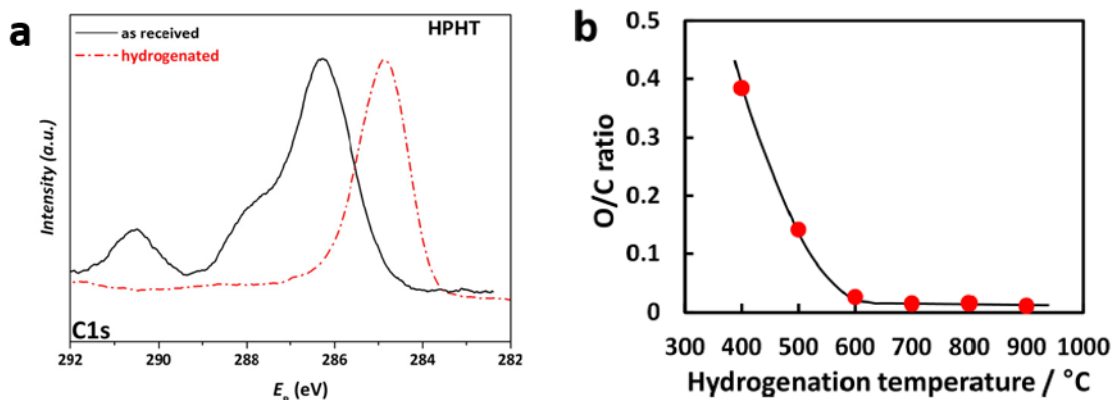 a
as received
hydrogenated
HPHT
Intensity (a.u.)
C1s
292
290
288
286
284
282
(eV)
b
0.5
0.4
0.3
0.2
0.1
0
O/C ratio
300
400
500
600
700
800
900
1000
Hydrogenation temperature / °C